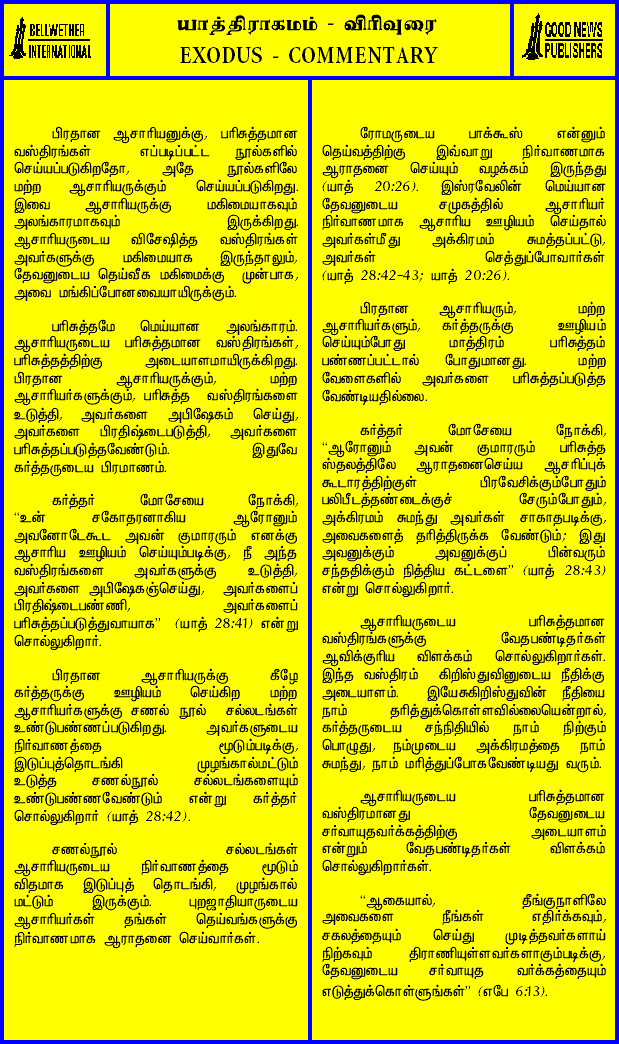 BELLWETHER
INTERNATIONAL
யாத்திராகமம் - விரிவுரை
EXODUS - COMMENTARY
GOOD NEWS
PUBLISHERS
பிரதான ஆசாரியனுக்கு, பரிசுத்தமான
வஸ்திரங்கள் எப்படிப்பட்ட நூல்களில்
செய்யப்படுகிறதோ, அதே நூல்களிலே
மற்ற ஆசாரியருக்கும் செய்யப்படுகிறது.
இவை ஆசாரியருக்கு மகிமையாகவும்
அலங்காரமாகவும் இருக்கிறது.
ஆசாரியருடைய விசேஷித்த வஸ்திரங்கள்
அவர்களுக்கு மகிமையாக இருந்தாலும்,
தேவனுடைய தெய்வீக மகிமைக்கு முன்பாக,
அவை மங்கிப்போனவையாயிருக்கும்.
பரிசுத்தமே மெய்யான அலங்காரம்.
ஆசாரியருடைய பரிசுத்தமான வஸ்திரங்கள்,
பரிசுத்தத்திற்கு அடையாளமாயிருக்கிறது.
பிரதான ஆசாரியருக்கும், மற்ற
ஆசாரியர்களுக்கும், பரிசுத்த வஸ்திரங்களை
உடுத்தி, அவர்களை அபிஷேகம் செய்து,
அவர்களை பிரதிஷ்டைபடுத்தி, அவர்களை
பரிசுத்தப்படுத்தவேண்டும். இதுவே
கர்த்தருடைய பிரமாணம்.
கர்த்தர் மோசேயை நோக்கி,
“உன் சகோதரனாகிய ஆரோனும்
அவனோடேகூட அவன் குமாரரும் எனக்கு
ஆசாரிய ஊழியம் செய்யும்படிக்கு, நீ அந்த
வஸ்திரங்களை அவர்களுக்கு உடுத்தி,
அவர்களை அபிஷேகஞ்செய்து, அவர்களைப்
பிரதிஷ்டைபண்ணி, அவர்களைப்
பரிசுத்தப்படுத்துவாயாக” (யாத் 28:41) என்று
சொல்லுகிறார்.
பிரதான ஆசாரியருக்கு கீழே
கர்த்தருக்கு ஊழியம் செய்கிற மற்ற
ஆசாரியர்களுக்கு சணல் நூல் சல்லடங்கள்
உண்டுபண்ணப்படுகிறது. அவர்களுடைய
நிர்வாணத்தை மூடும்படிக்கு,
இடுப்புத்தொடங்கி முழங்கால்மட்டும்
உடுத்த சணல்நூல் சல்லடங்களையும்
உண்டுபண்ணவேண்டும் என்று கர்த்தர்
சொல்லுகிறார் (யாத் 28:42).
சணல்நூல் சல்லடங்கள்
ஆசாரியருடைய நிர்வாணத்தை மூடும்
விதமாக இடுப்புத் தொடங்கி, முழங்கால்
மட்டும் இருக்கும். புறஜாதியாருடைய
ஆசாரியர்கள் தங்கள் தெய்வங்களுக்கு
நிர்வாணமாக ஆராதனை செய்வார்கள்.
ரோமருடைய பாக்கூஸ் என்னும்
தெய்வத்திற்கு இவ்வாறு நிர்வாணமாக
ஆராதனை செய்யும் வழக்கம் இருந்தது
(யாத் 20:26). இஸ்ரவேலின் மெய்யான
தேவனுடைய சமுகத்தில் ஆசாரியர்
நிர்வாணமாக ஆசாரிய ஊழியம் செய்தால்
அவர்கள்மீது அக்கிரமம் சுமத்தப்பட்டு,
அவர்கள் செத்துப்போவார்கள்
(யாத் 28:42-43; யாத் 20:26).
பிரதான ஆசாரியரும், மற்ற
ஆசாரியர்களும், கர்த்தருக்கு ஊழியம்
செய்யும்போது மாத்திரம் பரிசுத்தம்
பண்ணப்பட்டால் போதுமானது. மற்ற
வேளைகளில் அவர்களை பரிசுத்தப்படுத்த
வேண்டியதில்லை.
கர்த்தர் மோசேயை நோக்கி,
“ஆரோனும் அவன் குமாரரும் பரிசுத்த
ஸ்தலத்திலே ஆராதனைசெய்ய ஆசரிப்புக்
கூடாரத்திற்குள் பிரவேசிக்கும்போதும்
பலிபீடத்தண்டைக்குச் சேரும்போதும்,
அக்கிரமம் சுமந்து அவர்கள் சாகாதபடிக்கு,
அவைகளைத் தரித்திருக்க வேண்டும்; இது
அவனுக்கும் அவனுக்குப் பின்வரும்
சந்ததிக்கும் நித்திய கட்டளை” (யாத் 28:43)
என்று சொல்லுகிறார்.
ஆசாரியருடைய பரிசுத்தமான
வஸ்திரங்களுக்கு வேதபண்டிதர்கள்
ஆவிக்குரிய விளக்கம் சொல்லுகிறார்கள்.
இந்த வஸ்திரம் கிறிஸ்துவினுடைய நீதிக்கு
அடையாளம். இயேசுகிறிஸ்துவின் நீதியை
நாம் தரித்துக்கொள்ளவில்லையென்றால்,
கர்த்தருடைய சந்நிதியில் நாம் நிற்கும்
பொழுது, நம்முடைய அக்கிரமத்தை நாம்
சுமந்து, நாம் மரித்துப்போகவேண்டியது வரும்.
ஆசாரியருடைய பரிசுத்தமான
வஸ்திரமானது தேவனுடைய
சர்வாயுதவர்க்கத்திற்கு அடையாளம்
என்றும் வேதபண்டிதர்கள் விளக்கம்
சொல்லுகிறார்கள்.
“ஆகையால், தீங்குநாளிலே
அவைகளை நீங்கள் எதிர்க்கவும்,
சகலத்தையும் செய்து முடித்தவர்களாய்
நிற்கவும் திராணியுள்ளவர்களாகும்படிக்கு,
தேவனுடைய சர்வாயுத வர்க்கத்தையும்
எடுத்துக்கொள்ளுங்கள்” (எபே 6:13).